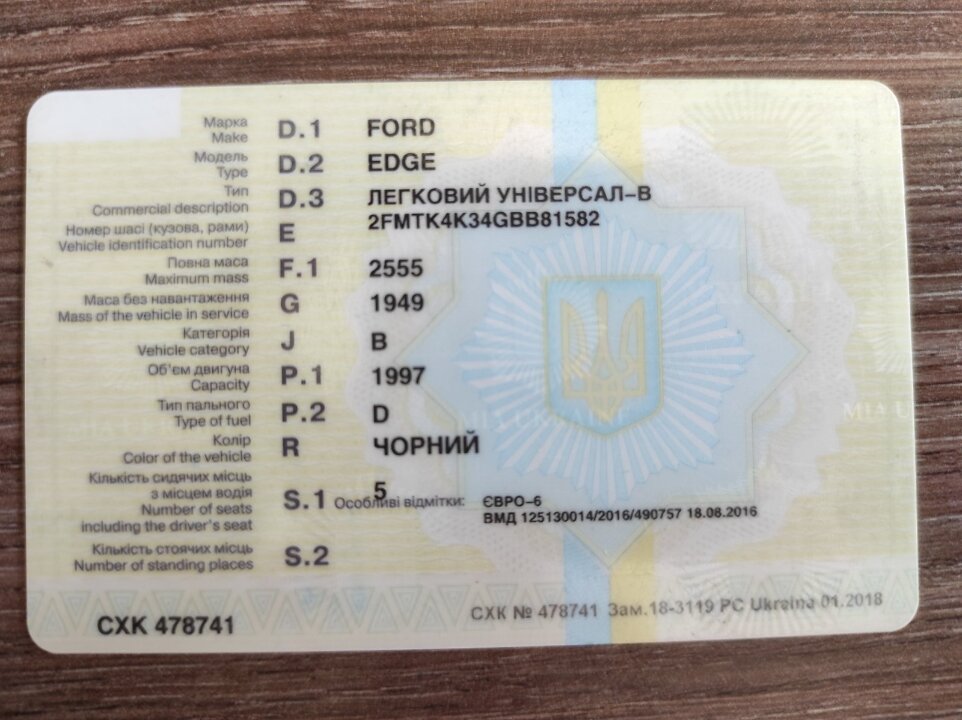 Марка D.1 FORD
Make
Модель D.2 EDGE
Type
Тип D.3 ЛЕГКОВИЙ УНІВЕРСАЛ-В
Commercial description
Номер шасі (кузова, рами) E 2FMTK4K34GBB81582
Vehicle identification number
Повна маса F.1 2555
Maximum mass
Маса без навантаження G 1949
Mass of the vehicle in service
Категорія J B
Vehicle category
Об'єм двигуна P.1 1997
Capacity
Тип пального P.2 D
Type of fuel
Колір R ЧОРНИЙ
Color of the vehicle
Кількість сидячих місць
з місцем водія S.1 5
Number of seats
including the driver's seat
Особливі відмітки: ЄВРО-6
ВМД 125130014/2016/490757 18.08.2016
Кількість стоячих місць S.2
Number of standing places
MIA UKRAINE
СХК 478741
СХК № 478741 Зам.18-3119 PC Ukraina 01.2018